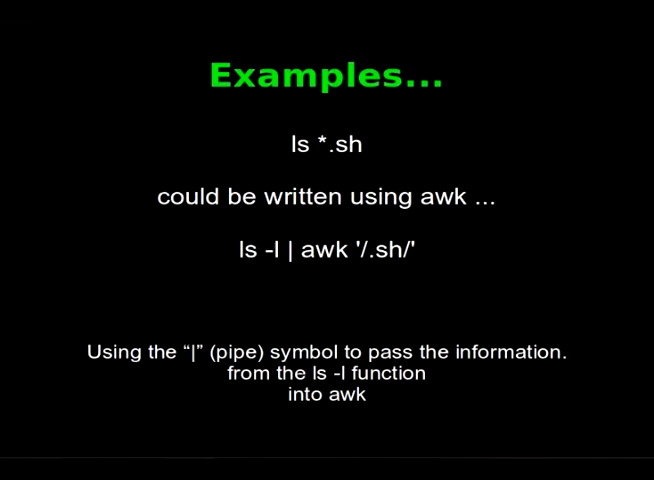 Examples...
ls *.sh
could be written using awk ...
ls -l | awk '/.sh/'
Using the “|” (pipe) symbol to pass the information.
from the ls -l function
into awk